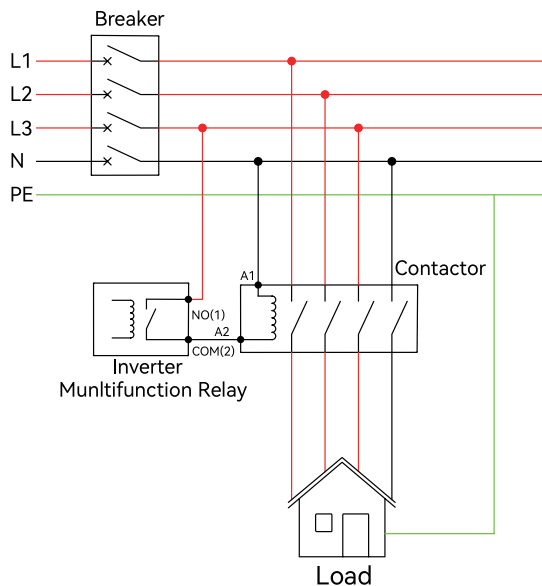 Breaker
L1
L2
L3
N
PE
A1
Contactor
NO(1)
A2
COM(2)
Inverter
Munltifunction Relay
Load